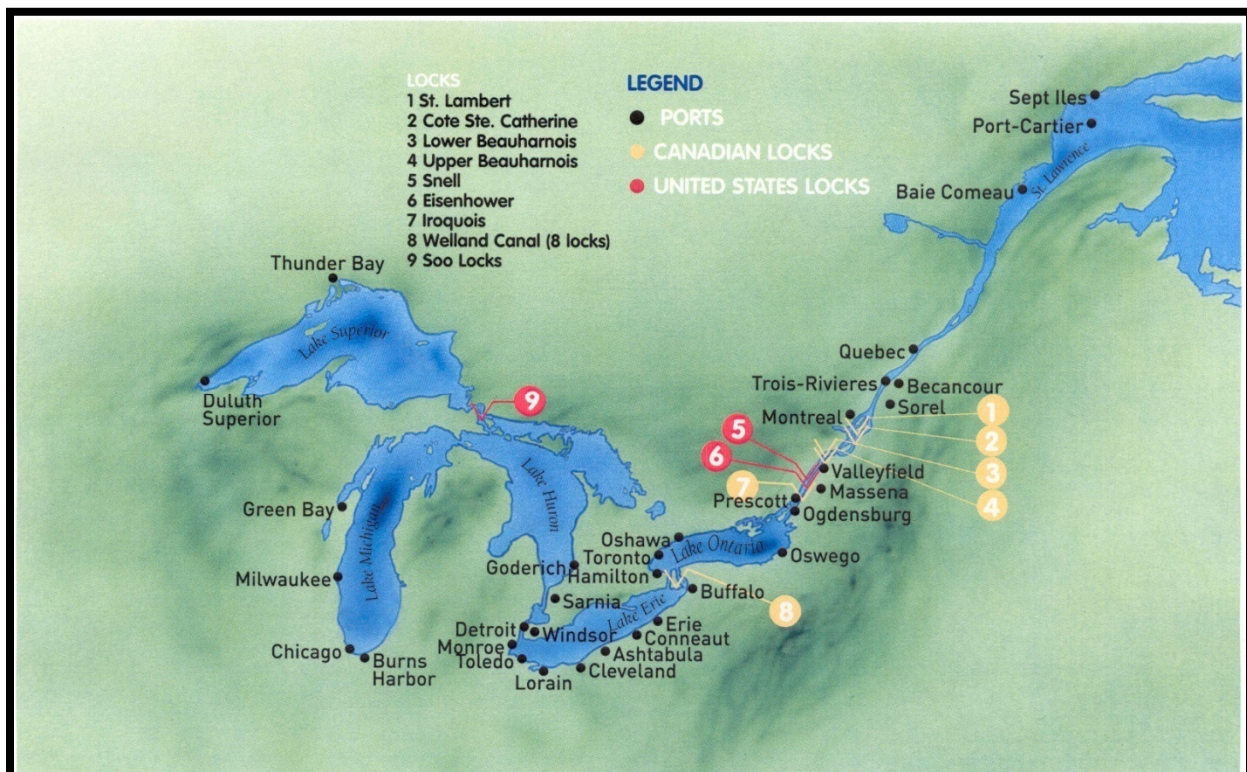 LOCKS
1 St. Lambert
2 Cote Ste. Catherine
3 Lower Beauharnois
4 Upper Beauharnois
5 Snell
6 Eisenhower
7 Iroquois
8 Welland Canal (8 locks)
9 Soo Locks
LEGEND
PORTS
CANADIAN LOCKS
UNITED STATES LOCKS
Sept Iles
Port-Cartier
St. Lawrence
Baie Comeau
Thunder Bay
Lake Superior
Duluth
Superior
9
Quebec
Trois-Rivieres
Becancour
Sorel
Montreal
1
2
3
4
5
6
7
Valleyfield
Massena
Prescott
Ogdensburg
Green Bay
Lake Michigan
Lake Huron
Milwaukee
Chicago
Burns
Harbor
Goderich
Oshawa
Toronto
Hamilton
Lake Ontario
Oswego
Buffalo
8
Sarnia
Lake Erie
Detroit
Windsor
Monroe
Toledo
Lorain
Erie
Conneaut
Ashtabula
Cleveland